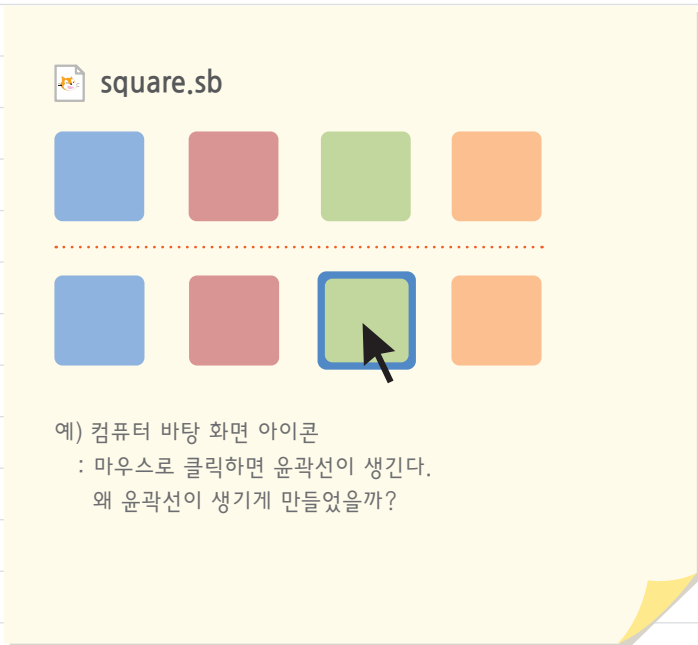 square.sb
예) 컴퓨터 바탕 화면 아이콘
: 마우스로 클릭하면 윤곽선이 생긴다.
왜 윤곽선이 생기게 만들었을까?